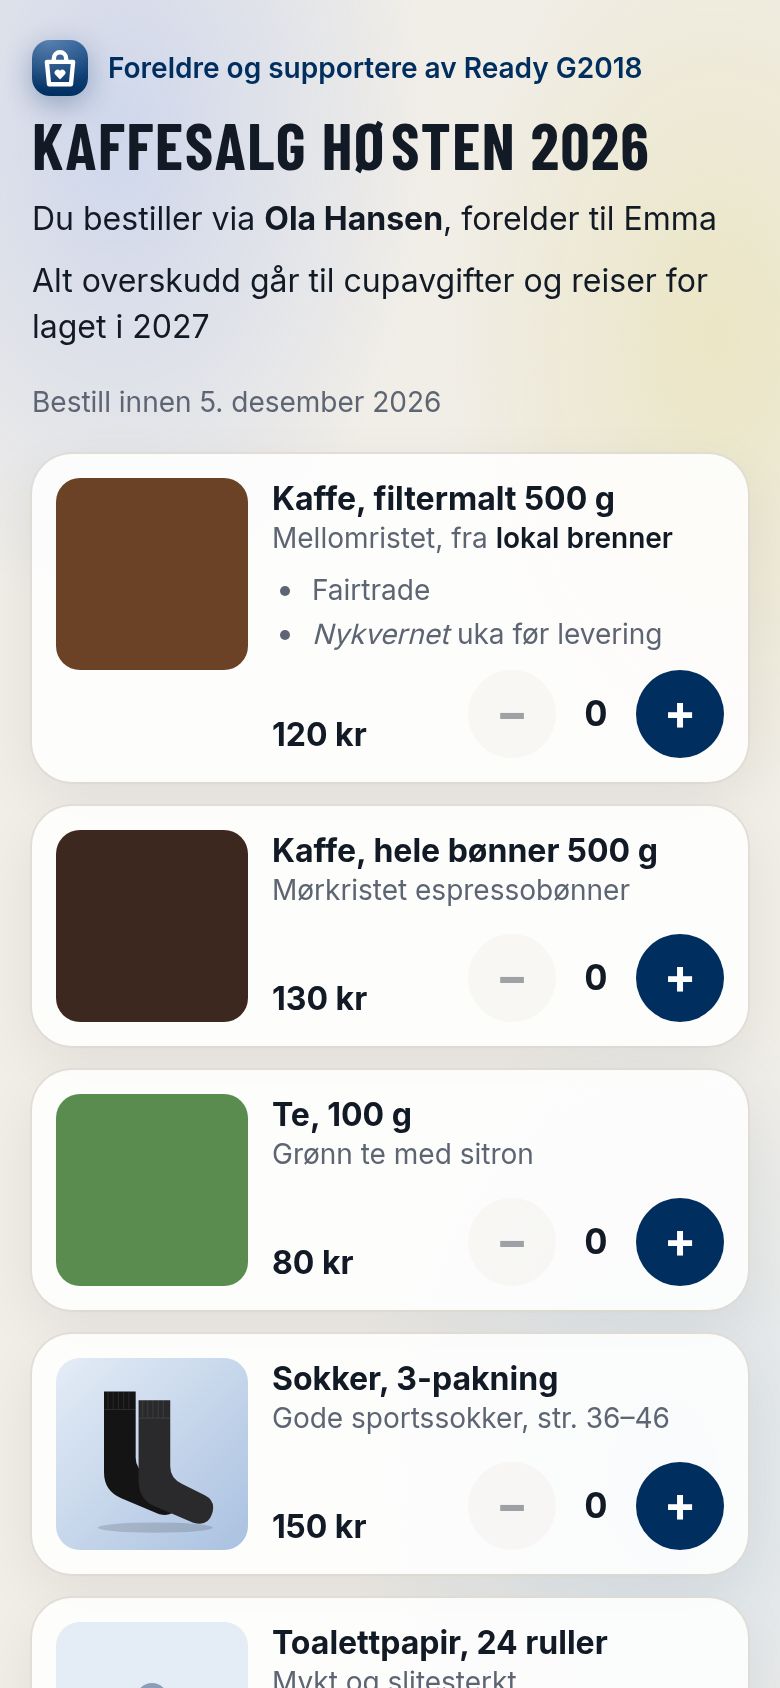 Foreldre og supportere av Ready G2018
KAFFESALG HØSTEN 2026
Du bestiller via Ola Hansen, forelder til Emma
Alt overskudd går til cupavgifter og reiser for
laget i 2027
Bestill innen 5. desember 2026
Kaffe, filtermalt 500 g
Mellomristet, fra lokal brenner
• Fairtrade
• Nykvernet uka før levering
120 kr − 0 +
Kaffe, hele bønner 500 g
Mørkristet espressobønner
130 kr − 0 +
Te, 100 g
Grønn te med sitron
80 kr − 0 +
Sokker, 3-pakning
Gode sportssokker, str. 36–46
150 kr − 0 +
Toalettpapir, 24 ruller
Mykt og slitesterkt